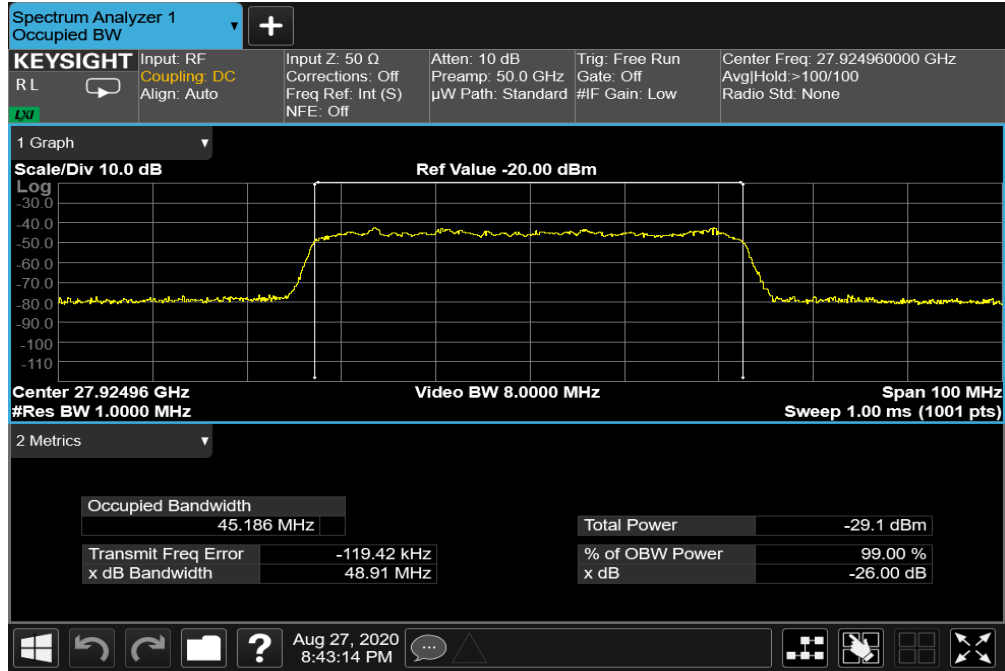 Spectrum Analyzer 1
Occupied BW
KEYSIGHT
R L
LXI
Input: RF
Coupling: DC
Align: Auto
Input Z: 50 Ω
Corrections: Off
Freq Ref: Int (S)
NFE: Off
Atten: 10 dB
Preamp: 50.0 GHz
µW Path: Standard
Trig: Free Run
Gate: Off
#IF Gain: Low
Center Freq: 27.924960000 GHz
Avg|Hold:>100/100
Radio Std: None
1 Graph
Scale/Div 10.0 dB
Ref Value -20.00 dBm
Log
-30.0
-40.0
-50.0
-60.0
-70.0
-80.0
-90.0
-100
-110
Center 27.92496 GHz
Video BW 8.0000 MHz
Span 100 MHz
#Res BW 1.0000 MHz
Sweep 1.00 ms (1001 pts)
2 Metrics
Occupied Bandwidth
45.186 MHz
Total Power -29.1 dBm
Transmit Freq Error -119.42 kHz
% of OBW Power 99.00 %
x dB Bandwidth 48.91 MHz
x dB -26.00 dB
?
Aug 27, 2020
8:43:14 PM